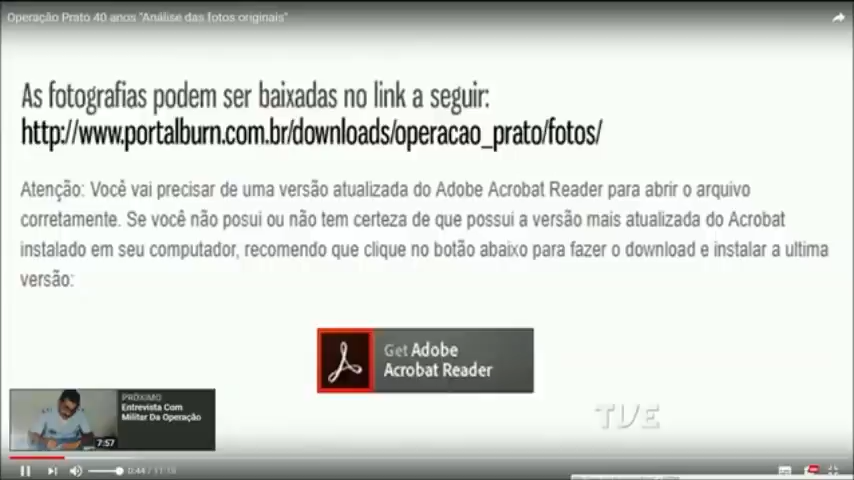 Operação Prato 40 anos "Análise das fotos originais"
As fotografias podem ser baixadas no link a seguir:
http://www.portalburn.com.br/downloads/operacao_prato/fotos/
Atenção: Você vai precisar de uma versão atualizada do Adobe Acrobat Reader para abrir o arquivo
corretamente. Se você não posui ou não tem certeza de que possui a versão mais atualizada do Acrobat
instalado em seu computador, recomendo que clique no botão abaixo para fazer o download e instalar a ultima
versão:
Get Adobe
Acrobat Reader
PRÓXIMO
Entrevista Com
Militar Da Operação
7:57
TVE
0:44 / 11:18